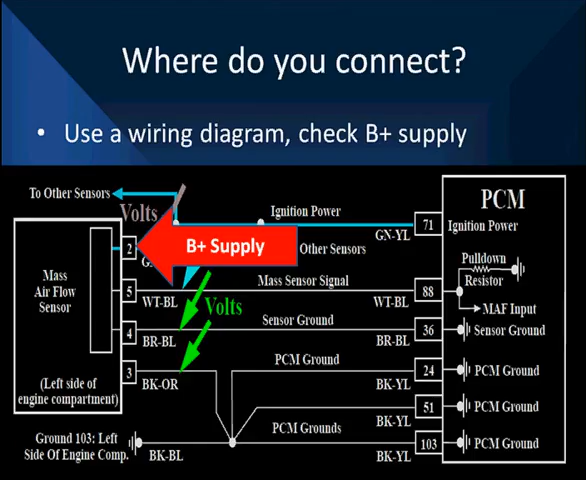 Where do you connect?
• Use a wiring diagram, check B+ supply
To Other Sensors
Volts
Ignition Power
GN-YL
71
Ignition Power
PCM
2
B+ Supply
Other Sensors
Mass
Air Flow
Sensor
5
WT-BL
Mass Sensor Signal
WT-BL
88
Pulldown
Resistor
MAF Input
Volts
4
BR-BL
Sensor Ground
BR-BL
36
Sensor Ground
3
BK-OR
(Left side of
engine compartment)
PCM Ground
BK-YL
24
PCM Ground
BK-YL
51
PCM Ground
Ground 103: Left
Side Of Engine Comp.
BK-BL
PCM Grounds
BK-YL
103
PCM Ground